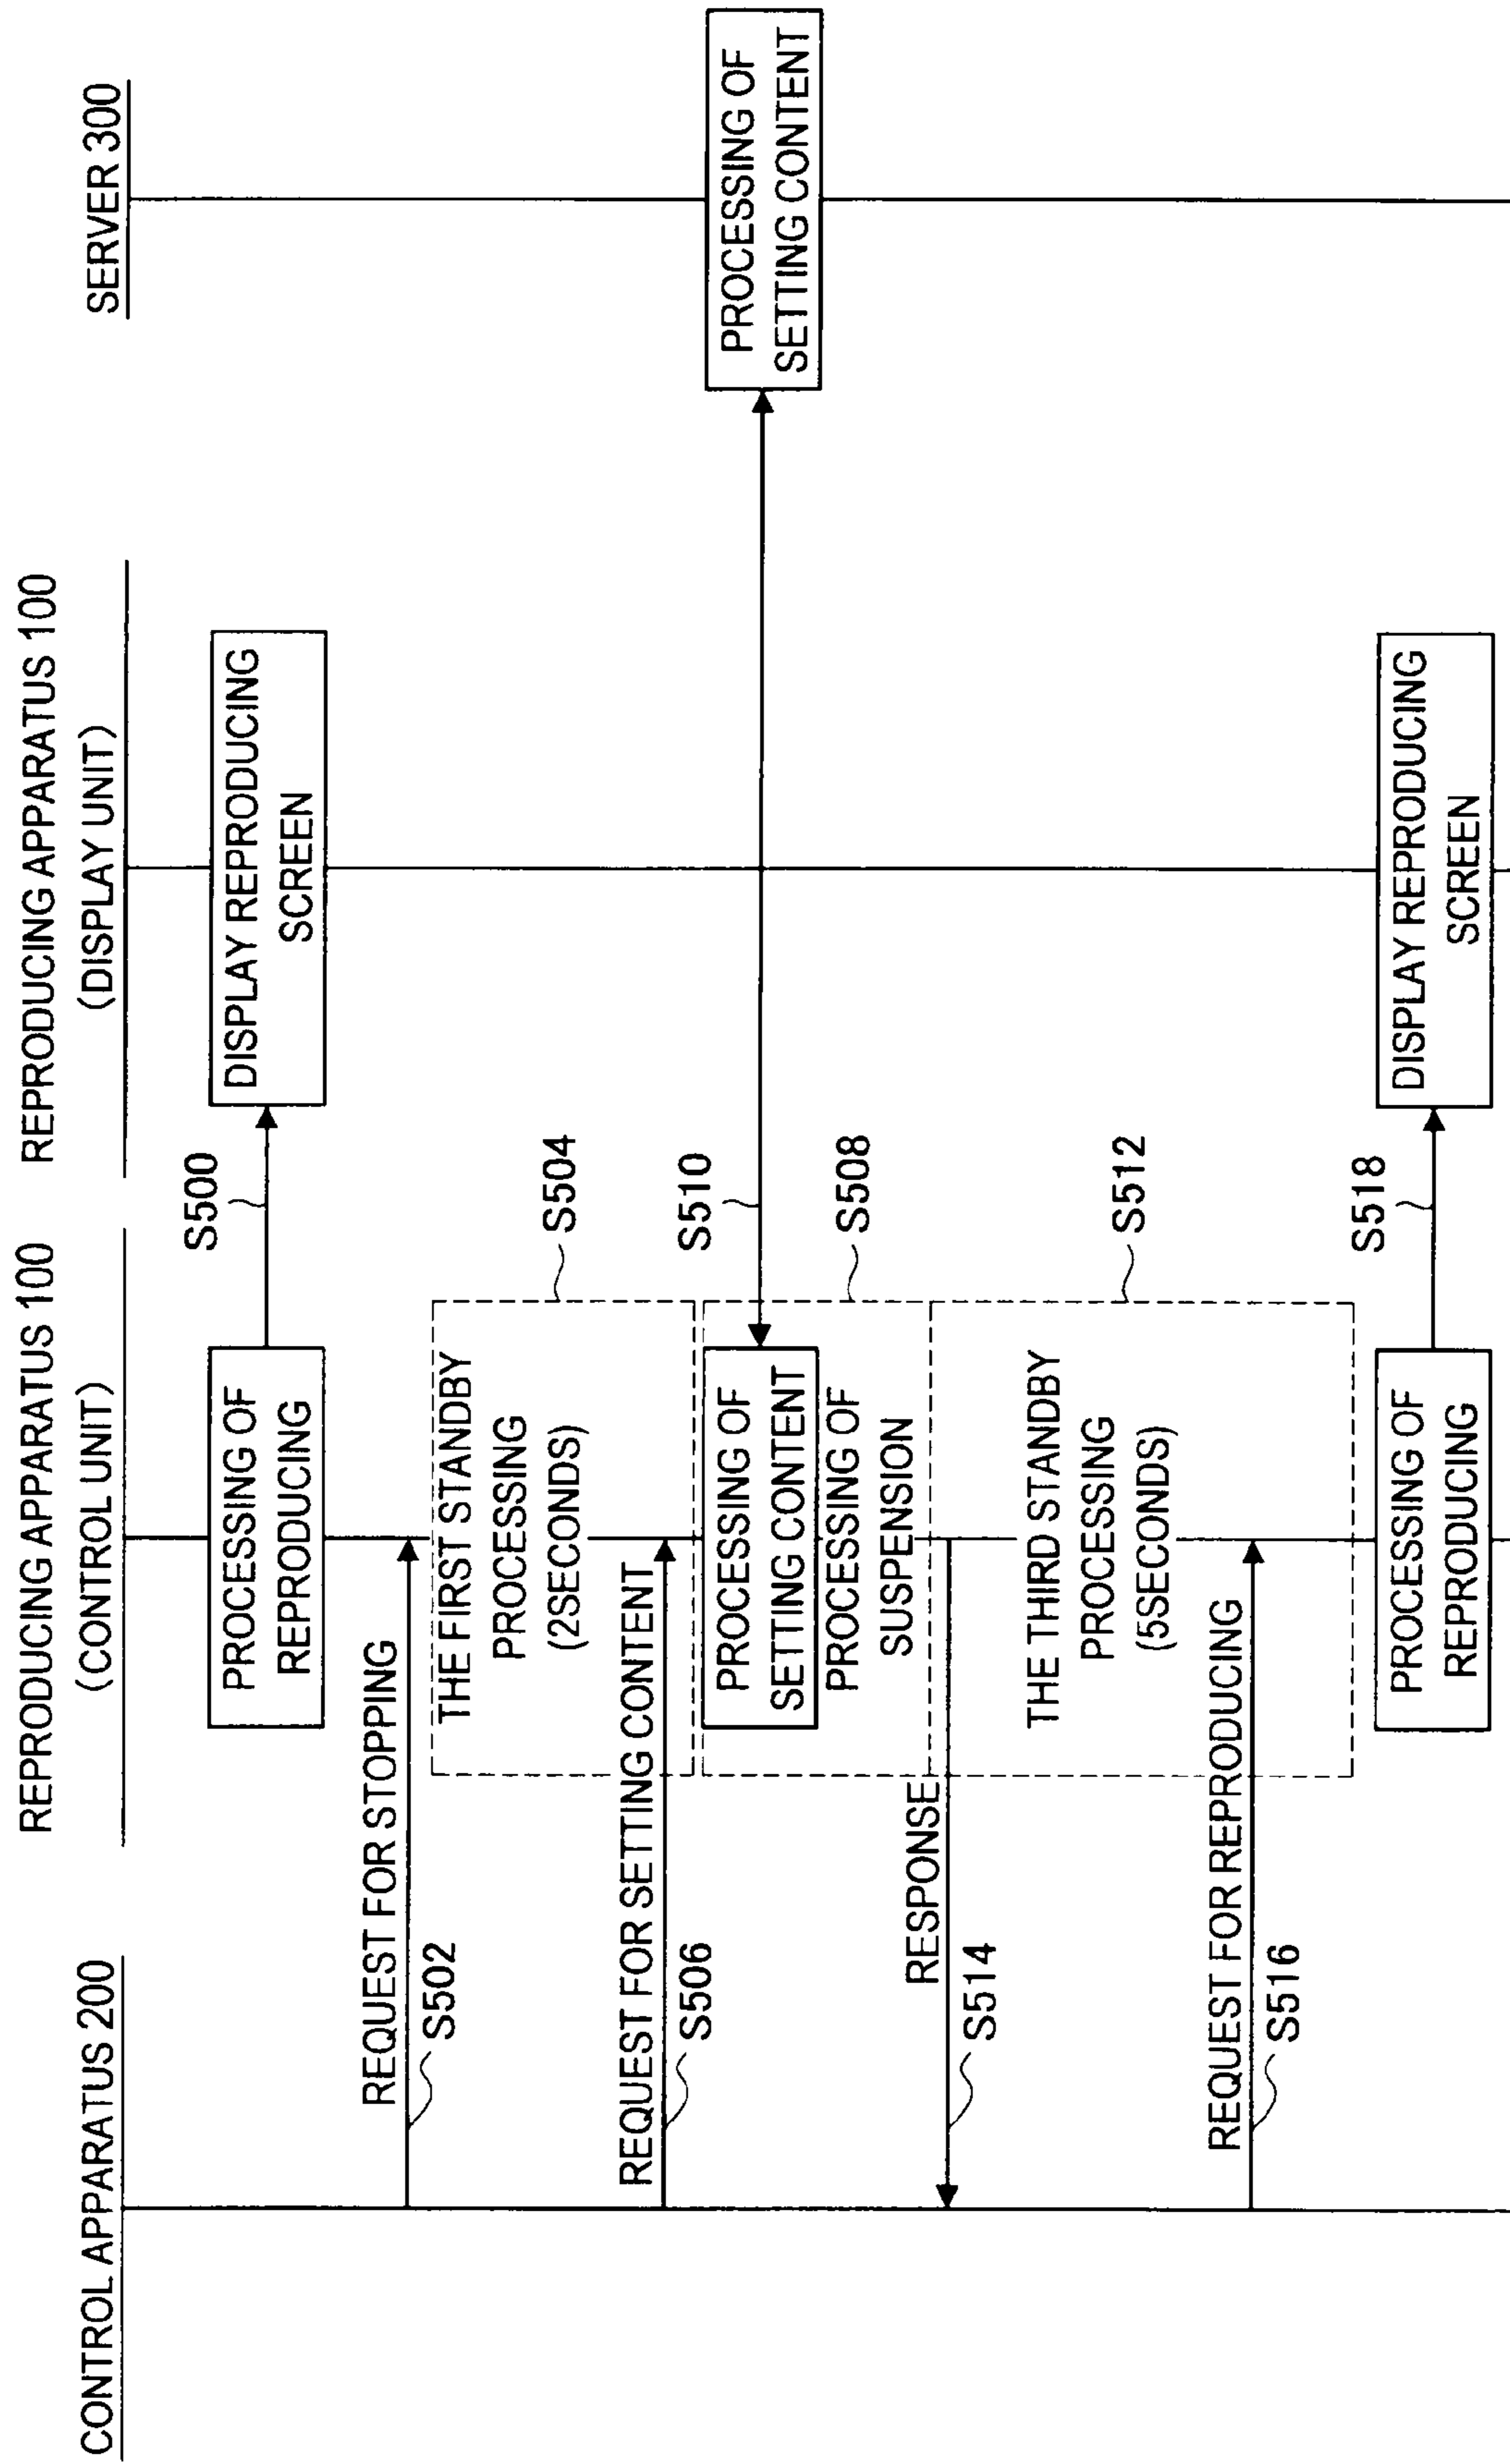 CONTROL APPARATUS 200
REPRODUCING APPARATUS 100
(CONTROL UNIT)
REPRODUCING APPARATUS 100
(DISPLAY UNIT)
SERVER 300
PROCESSING OF
REPRODUCING
S500
DISPLAY REPRODUCING
SCREEN
REQUEST FOR STOPPING
S502
THE FIRST STANDBY
PROCESSING
(2SECONDS)
S504
REQUEST FOR SETTING CONTENT
S506
PROCESSING OF
SETTING CONTENT
S510
PROCESSING OF
SETTING CONTENT
PROCESSING OF
SUSPENSION
S508
RESPONSE
S514
THE THIRD STANDBY
PROCESSING
(5SECONDS)
S512
REQUEST FOR REPRODUCING
S516
PROCESSING OF
REPRODUCING
S518
DISPLAY REPRODUCING
SCREEN